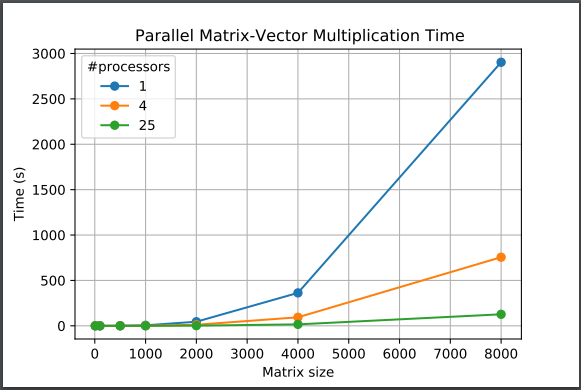 Parallel Matrix-Vector Multiplication Time
3000
2500
2000
1500
1000
500
0
Time (s)
#processors
1
4
25
0 1000 2000 3000 4000 5000 6000 7000 8000
Matrix size